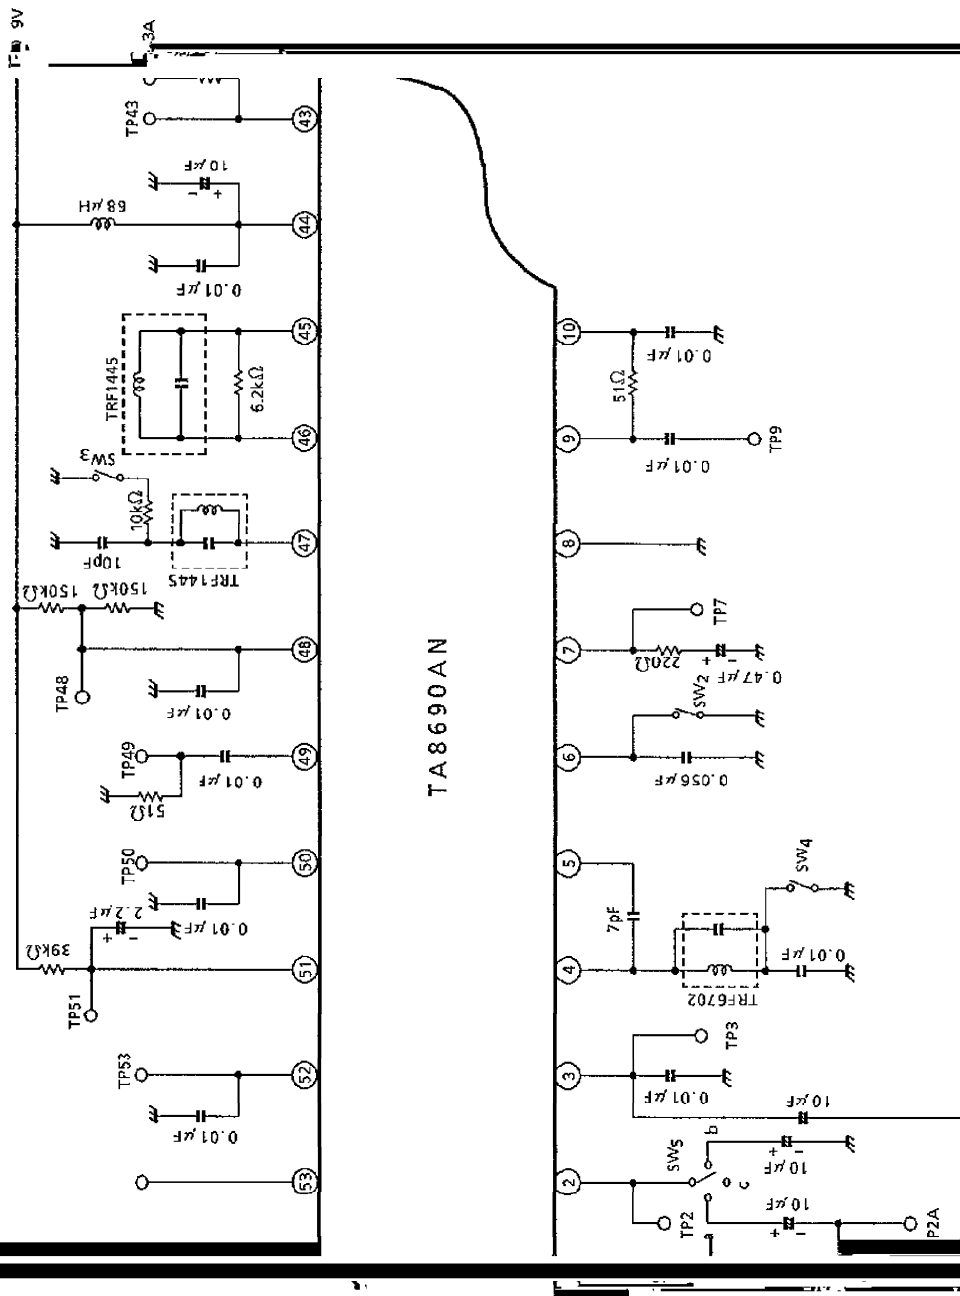 9V
3A
TP43
43
10μF
+
-
68μH
44
0.01μF
45
TRF1445
6.2kΩ
46
SW3
10kΩ
10pF
47
TRF1445
150kΩ
150kΩ
48
TP48
0.01μF
TP49
49
0.01μF
51Ω
TP50
50
0.01μF
2.2μF
+
-
39kΩ
51
TP51
TP53
52
0.01μF
53
TA8690AN
10
0.01μF
51Ω
9
0.01μF
TP9
8
7
TP7
220Ω
+
-
0.47μF
SW2
6
0.056μF
5
7pF
SW4
4
0.01μF
TRF6702
3
TP3
0.01μF
10μF
2
SW5
b
c
a
+
-
10μF
TP2
10μF
+
-
P2A